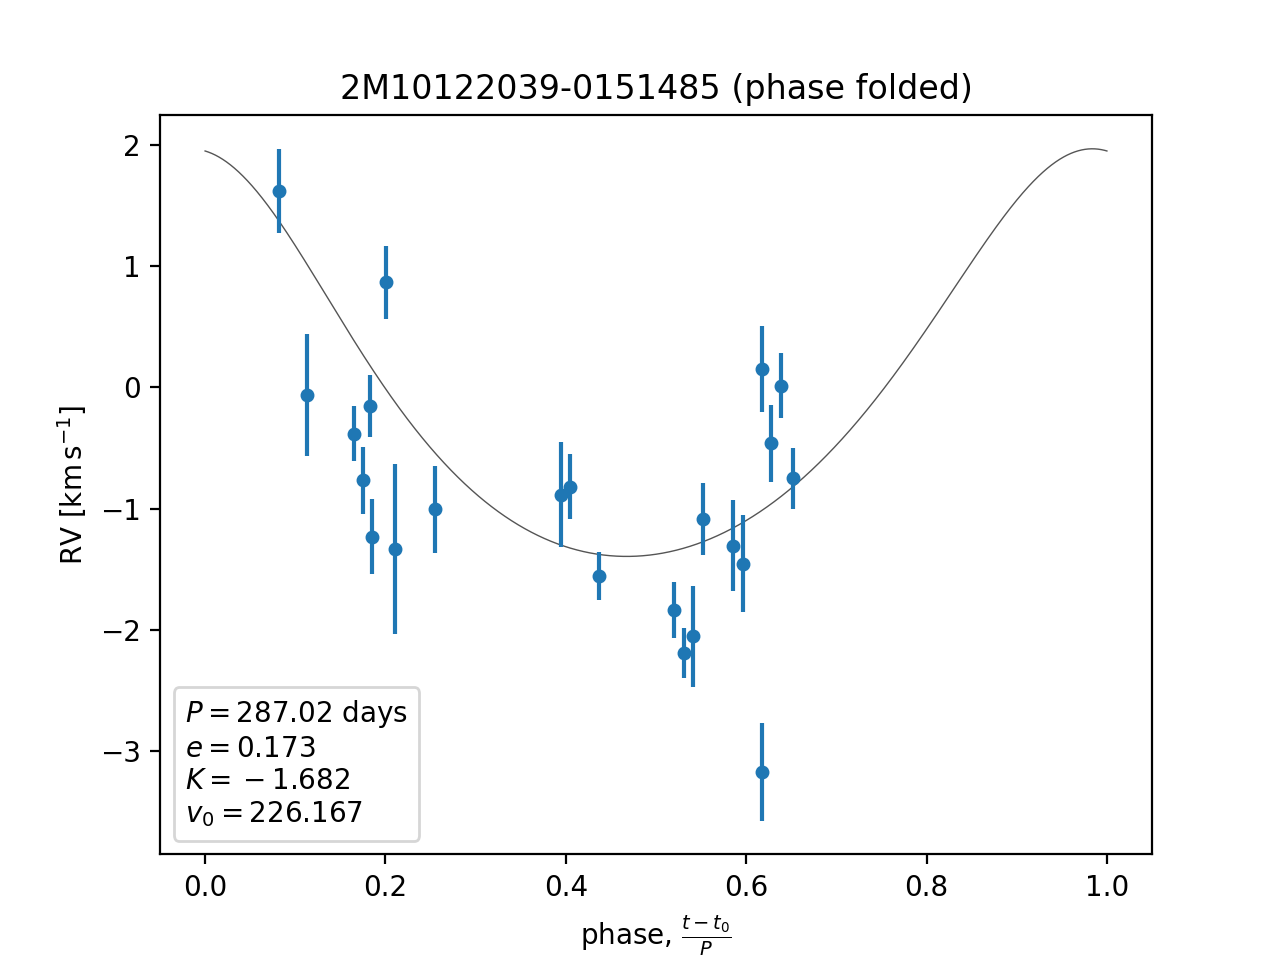 2M10122039-0151485 (phase folded)
2
1
0
−1
−2
−3
RV [km s⁻¹]
P = 287.02 days
e = 0.173
K = −1.682
v₀ = 226.167
0.0 0.2 0.4 0.6 0.8 1.0
phase, (t − t₀)/P